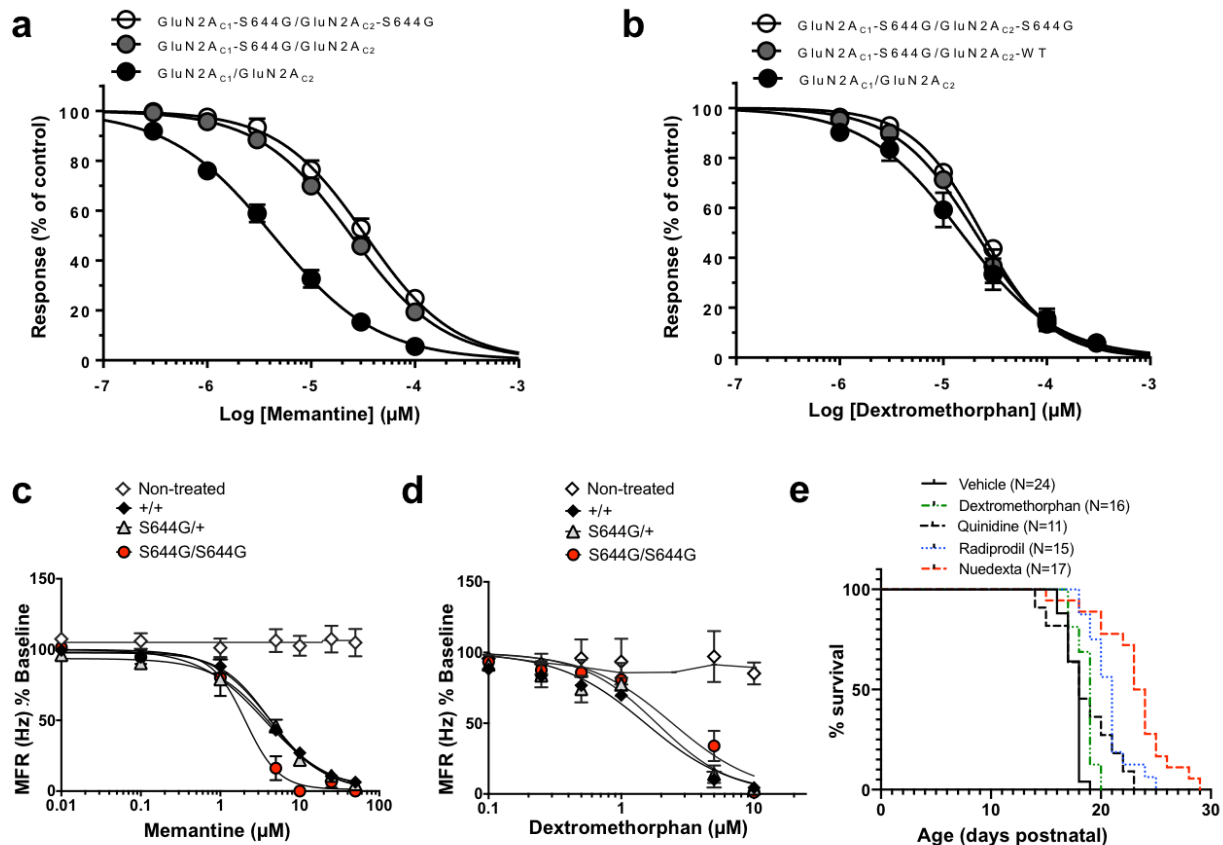 a
GluN2AC1-S644G/GluN2AC2-S644G
GluN2AC1-S644G/GluN2AC2
GluN2AC1/GluN2AC2
Response (% of control)
100
80
60
40
20
0
-7 -6 -5 -4 -3
Log [Memantine] (µM)
b
GluN2AC1-S644G/GluN2AC2-S644G
GluN2AC1-S644G/GluN2AC2-WT
GluN2AC1/GluN2AC2
Response (% of control)
100
80
60
40
20
0
-7 -6 -5 -4 -3
Log [Dextromethorphan] (µM)
c
Non-treated
+/+
S644G/+
S644G/S644G
MFR (Hz) % Baseline
150
100
50
0
0.01 0.1 1 10 100
Memantine (µM)
d
Non-treated
+/+
S644G/+
S644G/S644G
MFR (Hz) % Baseline
150
100
50
0
0.1 1 10
Dextromethorphan (µM)
e
Vehicle (N=24)
Dextromethorphan (N=16)
Quinidine (N=11)
Radiprodil (N=15)
Nuedexta (N=17)
% survival
100
50
0
0 10 20 30
Age (days postnatal)